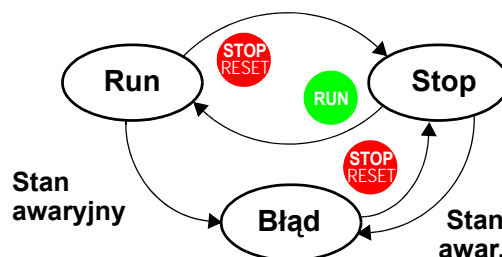 STOP
RESET
Run
Stop
RUN
STOP
RESET
Stan
awaryjny
Błąd
Stan
awar.